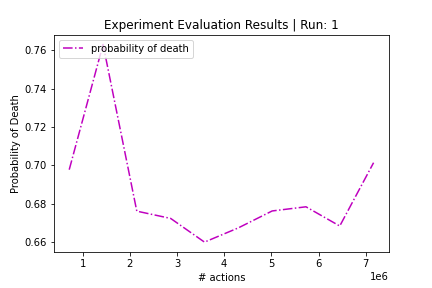 Experiment Evaluation Results | Run: 1
probability of death
Probability of Death
0.76
0.74
0.72
0.70
0.68
0.66
1 2 3 4 5 6 7
1e6
# actions